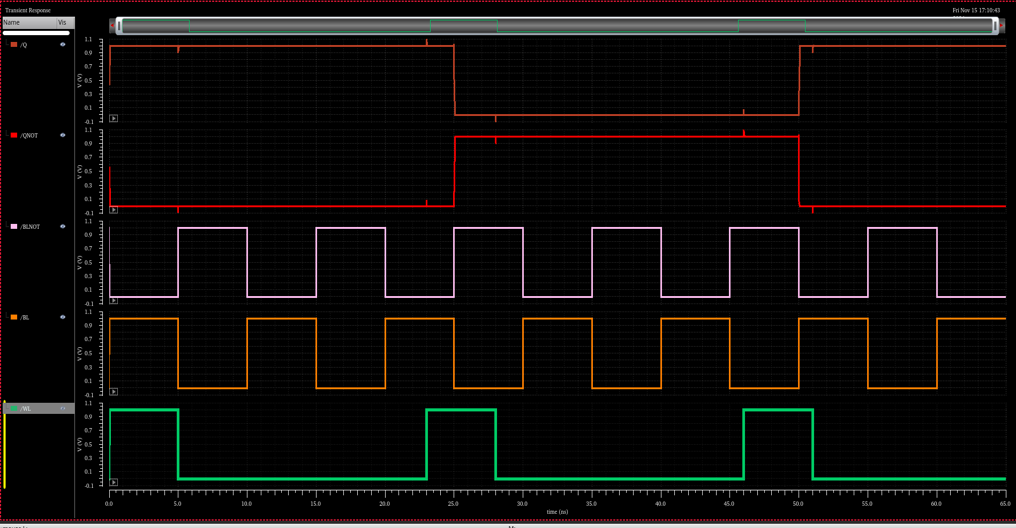 Transient Response
Fri Nov 15 17:10:43
Name Vis
/Q
1.1
0.9
0.7
0.5
0.3
0.1
-0.1
V (V)
/QNOT
1.1
0.9
0.7
0.5
0.3
0.1
-0.1
V (V)
/BLNOT
1.1
0.9
0.7
0.5
0.3
0.1
-0.1
V (V)
/BL
1.1
0.9
0.7
0.5
0.3
0.1
-0.1
V (V)
/WL
1.1
0.9
0.7
0.5
0.3
0.1
-0.1
V (V)
0.0 5.0 10.0 15.0 20.0 25.0 30.0 35.0 40.0 45.0 50.0 55.0 60.0 65.0
time (ns)